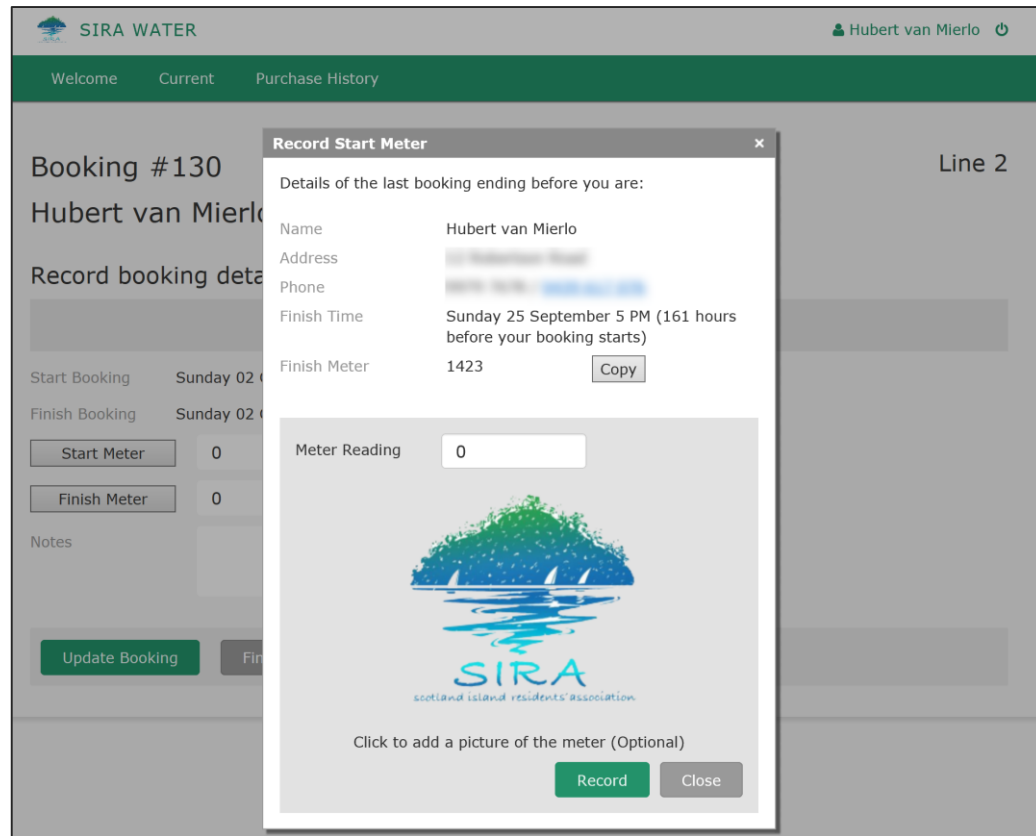 SIRA WATER
Hubert van Mierlo
Welcome Current Purchase History
Booking #130
Line 2
Hubert van Mierlo
Record booking deta
Start Booking Sunday 02
Finish Booking Sunday 02
Start Meter 0
Finish Meter 0
Notes
Update Booking Fin
Record Start Meter ×
Details of the last booking ending before you are:
Name Hubert van Mierlo
Address
Phone
Finish Time Sunday 25 September 5 PM (161 hours
before your booking starts)
Finish Meter 1423 Copy
Meter Reading 0
SIRA
scotland island residents' association
Click to add a picture of the meter (Optional)
Record Close